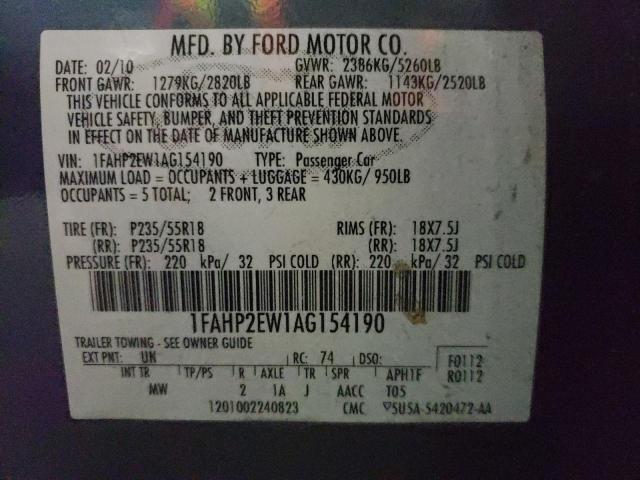 MFD. BY FORD MOTOR CO.
DATE: 02/10 GVWR: 2386KG/5260LB
FRONT GAWR: 1279KG/2820LB REAR GAWR: 1143KG/2520LB
THIS VEHICLE CONFORMS TO ALL APPLICABLE FEDERAL MOTOR
VEHICLE SAFETY, BUMPER, AND THEFT PREVENTION STANDARDS
IN EFFECT ON THE DATE OF MANUFACTURE SHOWN ABOVE.
VIN: 1FAHP2EW1AG154190 TYPE: Passenger Car
MAXIMUM LOAD = OCCUPANTS + LUGGAGE = 430KG/ 950LB
OCCUPANTS = 5 TOTAL; 2 FRONT, 3 REAR
TIRE (FR): P235/55R18 RIMS (FR): 18X7.5J
(RR): P235/55R18 (RR): 18X7.5J
PRESSURE (FR): 220 kPa/ 32 PSI COLD (RR): 220 kPa/ 32 PSI COLD
1FAHP2EW1AG154190
TRAILER TOWING - SEE OWNER GUIDE
EXT PNT: UN RC: 74 DSO: F0112
INT TR TP/PS R AXLE TR SPR APH1F R0112
MW 2 1A J AACC T05
1201002240823 CMC ▽5U5A-5420472-AA